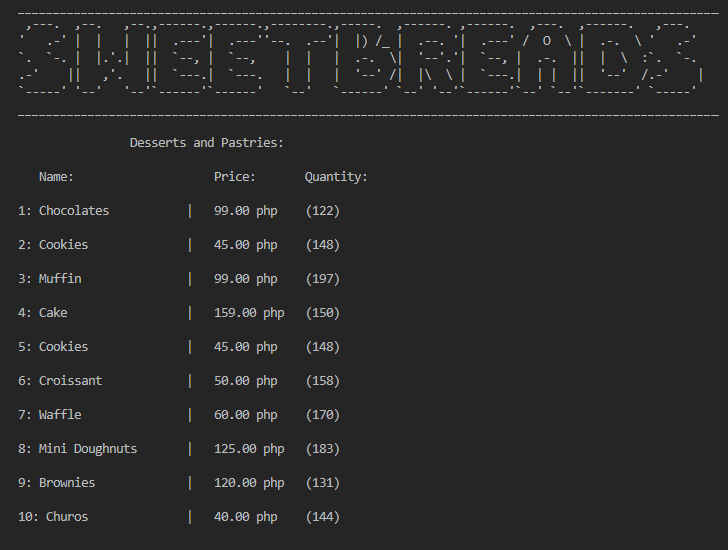 SWEETBREADS
Desserts and Pastries:
Name: Price: Quantity:
1: Chocolates | 99.00 php (122)
2: Cookies | 45.00 php (148)
3: Muffin | 99.00 php (197)
4: Cake | 159.00 php (150)
5: Cookies | 45.00 php (148)
6: Croissant | 50.00 php (158)
7: Waffle | 60.00 php (170)
8: Mini Doughnuts | 125.00 php (183)
9: Brownies | 120.00 php (131)
10: Churos | 40.00 php (144)